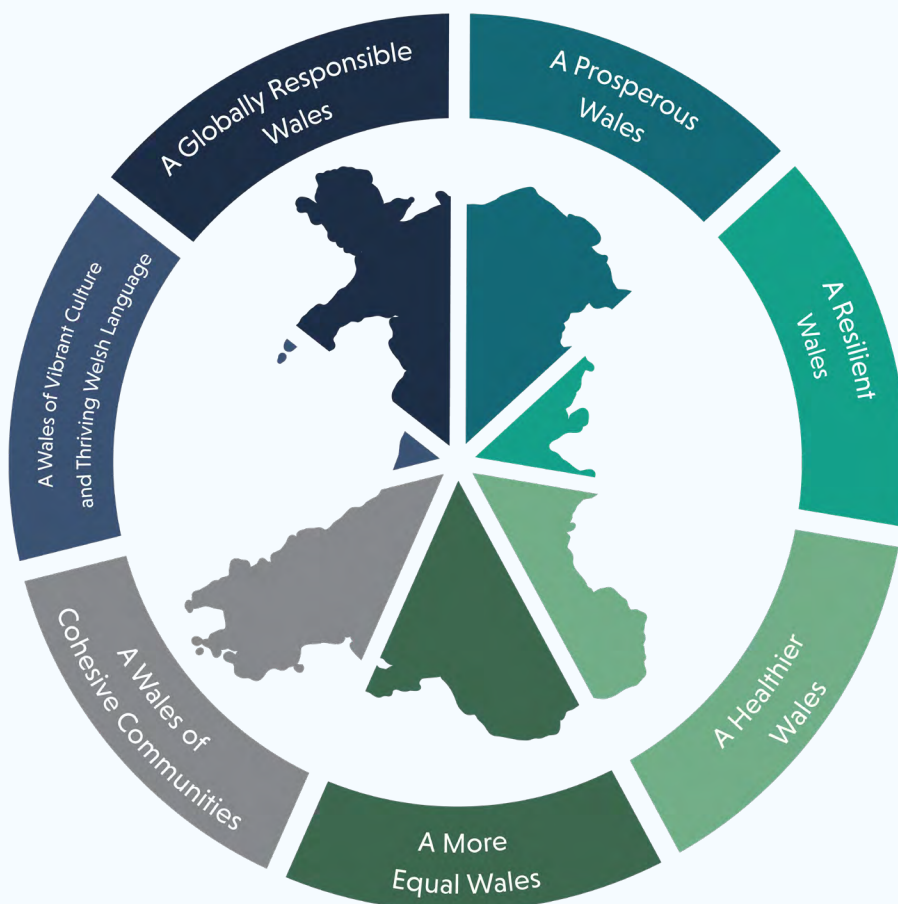 A Prosperous
Wales
A Resilient
Wales
A Healthier
Wales
A More
Equal Wales
A Wales of
Cohesive Communities
A Wales of Vibrant Culture
and Thriving Welsh Language
A Globally Responsible
Wales